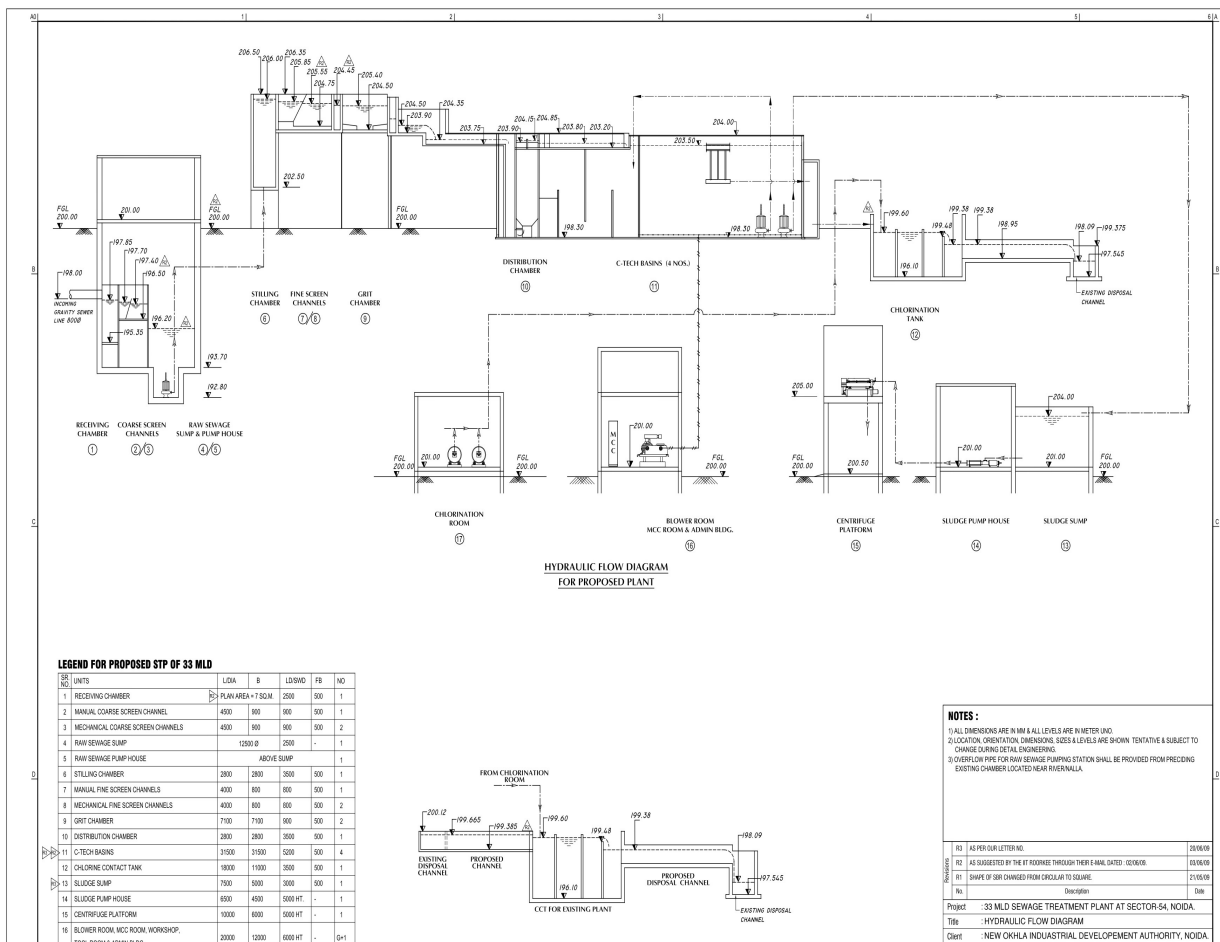 A0 1 2 3 4 5 6 A
206.50
206.00
206.35
205.85
205.55
R2
204.75
204.45
R2
205.40
204.50
204.50
203.90
204.35
203.75
203.90
204.15
204.85
203.80
203.20
204.00
203.50
202.50
198.30
198.30
FGL
200.00
201.00
R2
FGL
200.00
FGL
200.00
197.85
197.70
197.40
R2
196.50
198.00
INCOMING
GRAVITY SEWER
LINE 800Ø
196.20
R2
195.35
193.70
192.80
RECEIVING
CHAMBER
1
COARSE SCREEN
CHANNELS
2/3
RAW SEWAGE
SUMP & PUMP HOUSE
4/5
STILLING
CHAMBER
6
FINE SCREEN
CHANNELS
7/8
GRIT
CHAMBER
9
DISTRIBUTION
CHAMBER
10
C-TECH BASINS (4 NOS.)
11
R2
199.60
199.48
199.38
199.38
198.95
198.09
199.375
197.545
196.10
EXISTING DISPOSAL
CHANNEL
CHLORINATION
TANK
12
FGL
200.00
201.00
FGL
200.00
CHLORINATION
ROOM
17
MCC
201.00
FGL
200.00
BLOWER ROOM
MCC ROOM & ADMIN BLDG.
16
205.00
FGL
200.00
200.50
CENTRIFUGE
PLATFORM
15
201.00
SLUDGE PUMP HOUSE
14
204.00
201.00
FGL
200.00
SLUDGE SUMP
13
HYDRAULIC FLOW DIAGRAM
FOR PROPOSED PLANT
LEGEND FOR PROPOSED STP OF 33 MLD
SR. NO. UNITS L/DIA B LD/SWD FB NO
1 RECEIVING CHAMBER R2 PLAN AREA = 7 SQ.M. 2500 500 1
2 MANUAL COARSE SCREEN CHANNEL 4500 900 900 500 1
3 MECHANICAL COARSE SCREEN CHANNELS 4500 900 900 500 2
4 RAW SEWAGE SUMP 12500 Ø 2500 - 1
5 RAW SEWAGE PUMP HOUSE ABOVE SUMP 1
6 STILLING CHAMBER 2800 2800 3500 500 1
7 MANUAL FINE SCREEN CHANNELS 4000 800 800 500 1
8 MECHANICAL FINE SCREEN CHANNELS 4000 800 800 500 2
9 GRIT CHAMBER 7100 7100 900 500 2
10 DISTRIBUTION CHAMBER 2800 2800 3500 500 1
11 C-TECH BASINS 31500 31500 5200 500 4
12 CHLORINE CONTACT TANK 18000 11000 3500 500 1
13 SLUDGE SUMP 7500 5000 3000 500 1
14 SLUDGE PUMP HOUSE 6500 4500 5000 HT. - 1
15 CENTRIFUGE PLATFORM 10000 6000 5000 HT - 1
16 BLOWER ROOM, MCC ROOM, WORKSHOP, 20000 12000 6000 HT - G+1
FROM CHLORINATION
ROOM
200.12
199.665
199.385
R2
199.60
199.48
199.38
198.09
197.545
196.10
EXISTING
DISPOSAL
CHANNEL
PROPOSED
CHANNEL
PROPOSED
DISPOSAL CHANNEL
CCT FOR EXISTING PLANT
EXISTING DISPOSAL
CHANNEL
NOTES :
1) ALL DIMENSIONS ARE IN MM & ALL LEVELS ARE IN METER UNO.
2) LOCATION, ORIENTATION, DIMENSIONS, SIZES & LEVELS ARE SHOWN TENTATIVE & SUBJECT TO
CHANGE DURING DETAIL ENGINEERING.
3) OVERFLOW PIPE FOR RAW SEWAGE PUMPING STATION SHALL BE PROVIDED FROM PRECIDING
EXISTING CHAMBER LOCATED NEAR RIVER/NALLA.
Revisions
R3 AS PER OUR LETTER NO. 20/06/09
R2 AS SUGGESTED BY THE IIT ROORKEE THROUGH THEIR E-MAIL DATED : 02/06/09. 03/06/09
R1 SHAPE OF SBR CHANGED FROM CIRCULAR TO SQUARE. 21/05/09
No. Description Date
Project : 33 MLD SEWAGE TREATMENT PLANT AT SECTOR-54, NOIDA.
Title : HYDRAULIC FLOW DIAGRAM
Client : NEW OKHLA INDUASTRIAL DEVELOPEMENT AUTHORITY, NOIDA.
B B
C C
D D